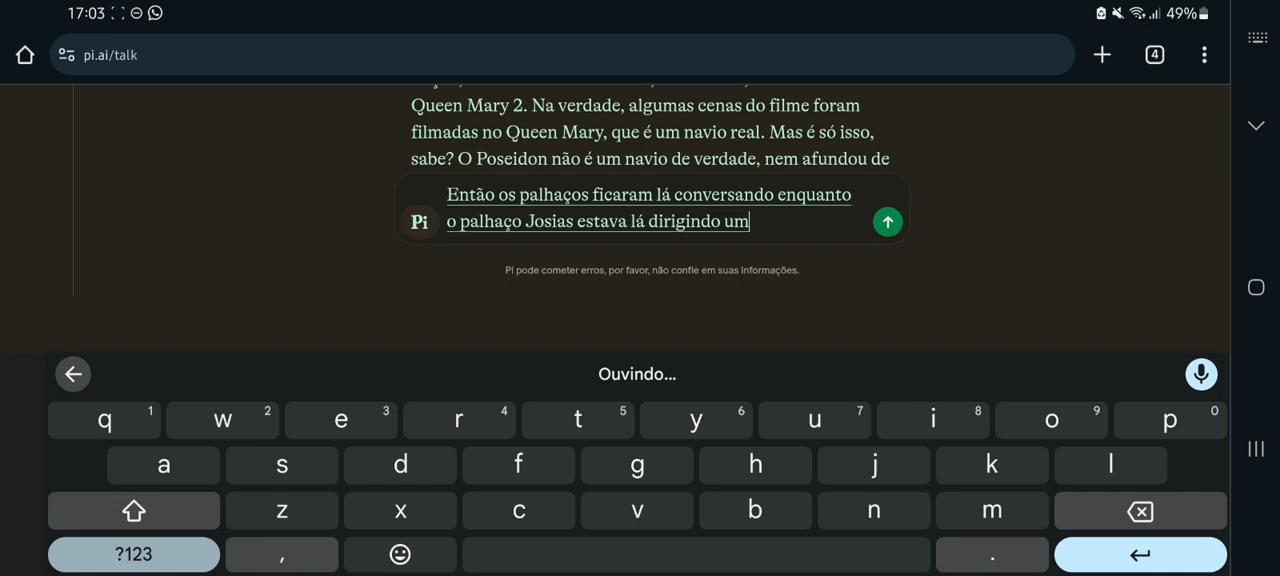 17:03
49%
pi.ai/talk
4
Queen Mary 2. Na verdade, algumas cenas do filme foram
filmadas no Queen Mary, que é um navio real. Mas é só isso,
sabe? O Poseidon não é um navio de verdade, nem afundou de
Então os palhaços ficaram lá conversando enquanto
o palhaço Josias estava lá dirigindo um
Pi
Pi pode cometer erros, por favor, não confie em suas informações.
Ouvindo...
q 1 w 2 e 3 r 4 t 5 y 6 u 7 i 8 o 9 p 0
a s d f g h j k l
z x c v b n m
?123 , .